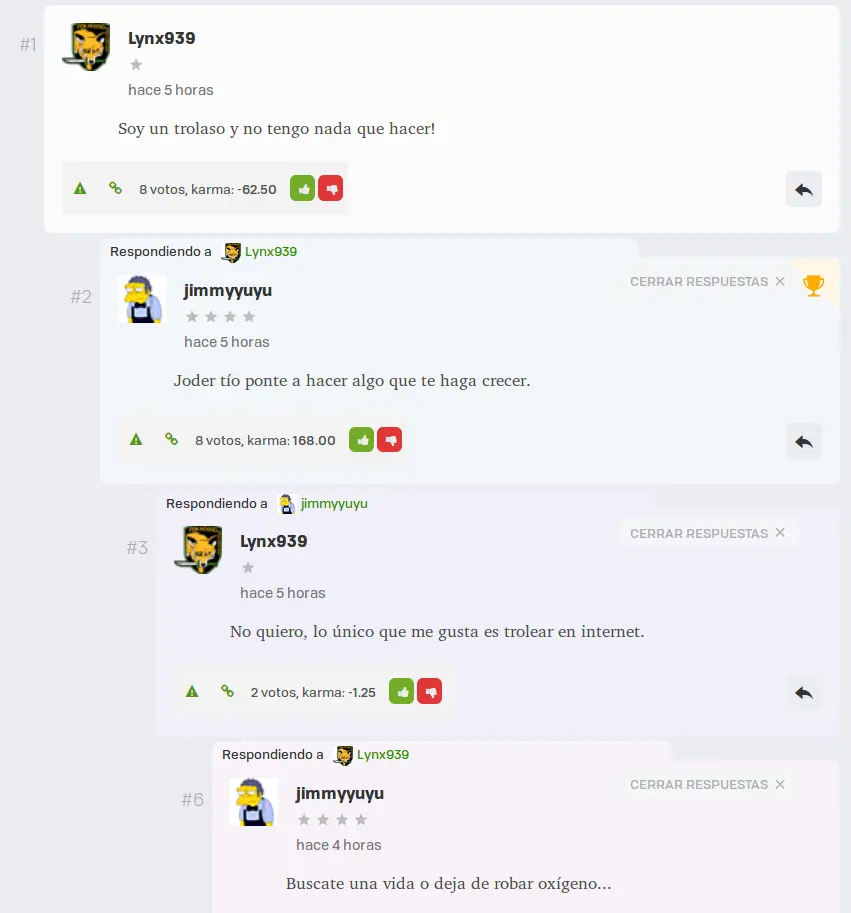 #1
Lynx939
hace 5 horas
Soy un trolaso y no tengo nada que hacer!
8 votos, karma: -62.50
Respondiendo a Lynx939
#2
jimmyyuyu
CERRAR RESPUESTAS ×
hace 5 horas
Joder tío ponte a hacer algo que te haga crecer.
8 votos, karma: 168.00
Respondiendo a jimmyyuyu
#3
Lynx939
CERRAR RESPUESTAS ×
hace 5 horas
No quiero, lo único que me gusta es trolear en internet.
2 votos, karma: -1.25
Respondiendo a Lynx939
#6
jimmyyuyu
CERRAR RESPUESTAS ×
hace 4 horas
Buscate una vida o deja de robar oxígeno...